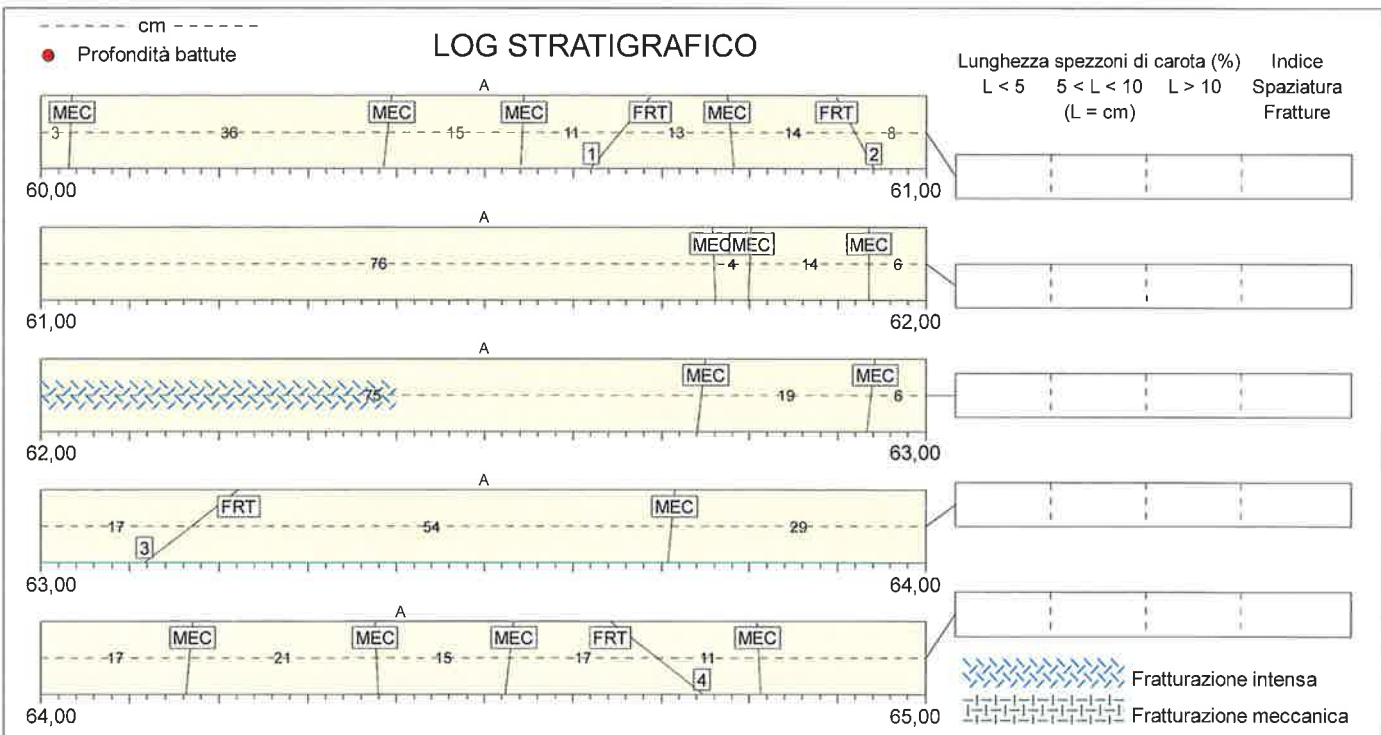 cm
Profondità battute
LOG STRATIGRAFICO
Lunghezza spezzoni di carota (%) Indice
L < 5 5 < L < 10 L > 10 Spaziatura
(L = cm) Fratture
A
MEC MEC MEC FRT MEC FRT
3 36 15 11 13 14 8
1 2
60,00 61,00
A
MEC MEC MEC
76 4 14 6
61,00 62,00
A
MEC MEC
75 19 6
62,00 63,00
A
FRT MEC
17 54 29
3
63,00 64,00
A
MEC MEC MEC FRT MEC
17 21 15 17 11
4
64,00 65,00
Fratturazione intensa
Fratturazione meccanica